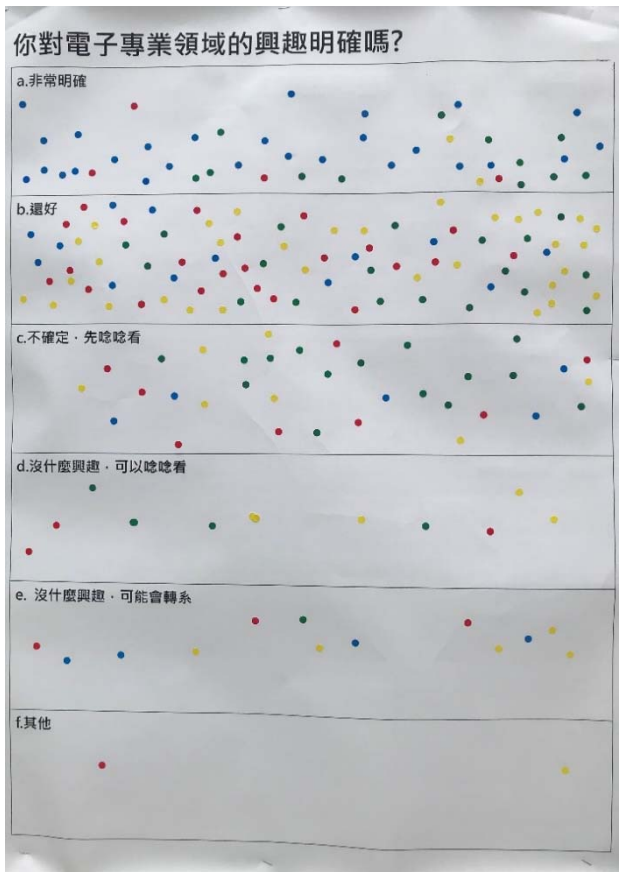 你對電子專業領域的興趣明確嗎?
a.非常明確
b.還好
c.不確定，先唸唸看
d.沒什麼興趣，可以唸唸看
e. 沒什麼興趣，可能會轉系
f.其他